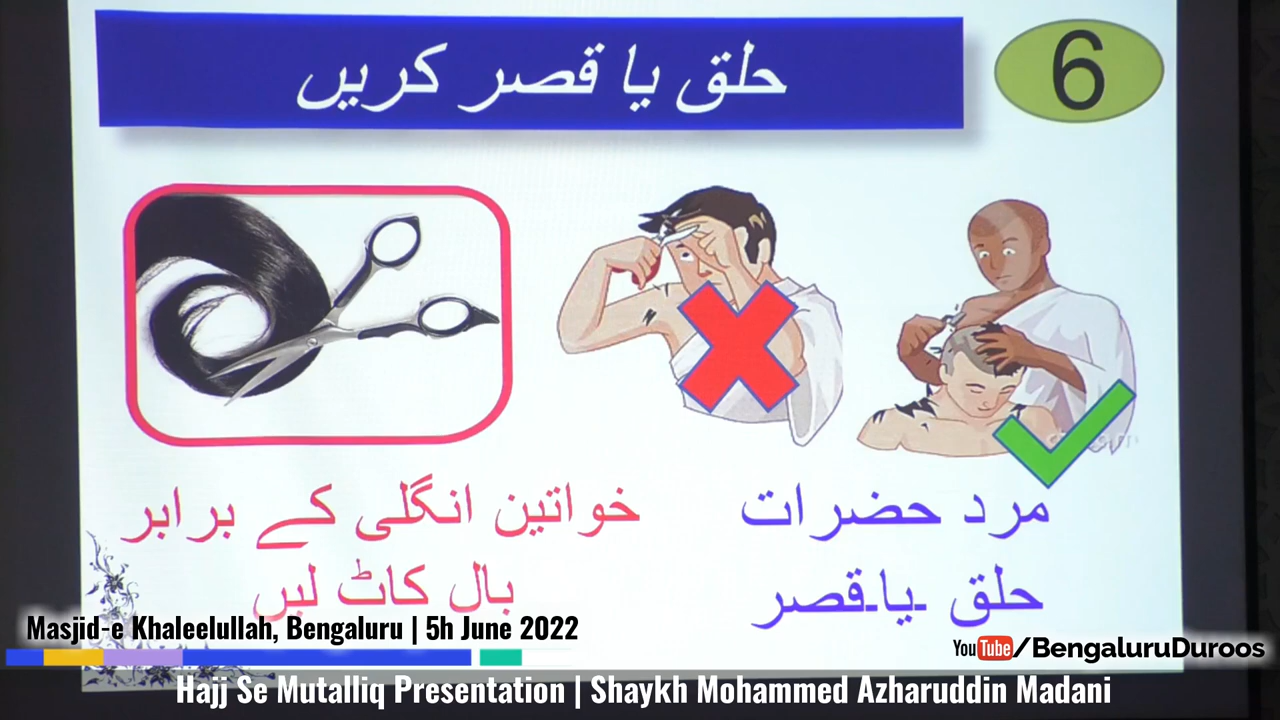 حلق یا قصر کریں
6
مرد حضرات
حلق -یا-قصر
خواتین انگلی کے برابر
بال کاٹ لیں
Masjid-e Khaleelullah, Bengaluru | 5h June 2022
YouTube/BengaluruDuroos
Hajj Se Mutalliq Presentation | Shaykh Mohammed Azharuddin Madani